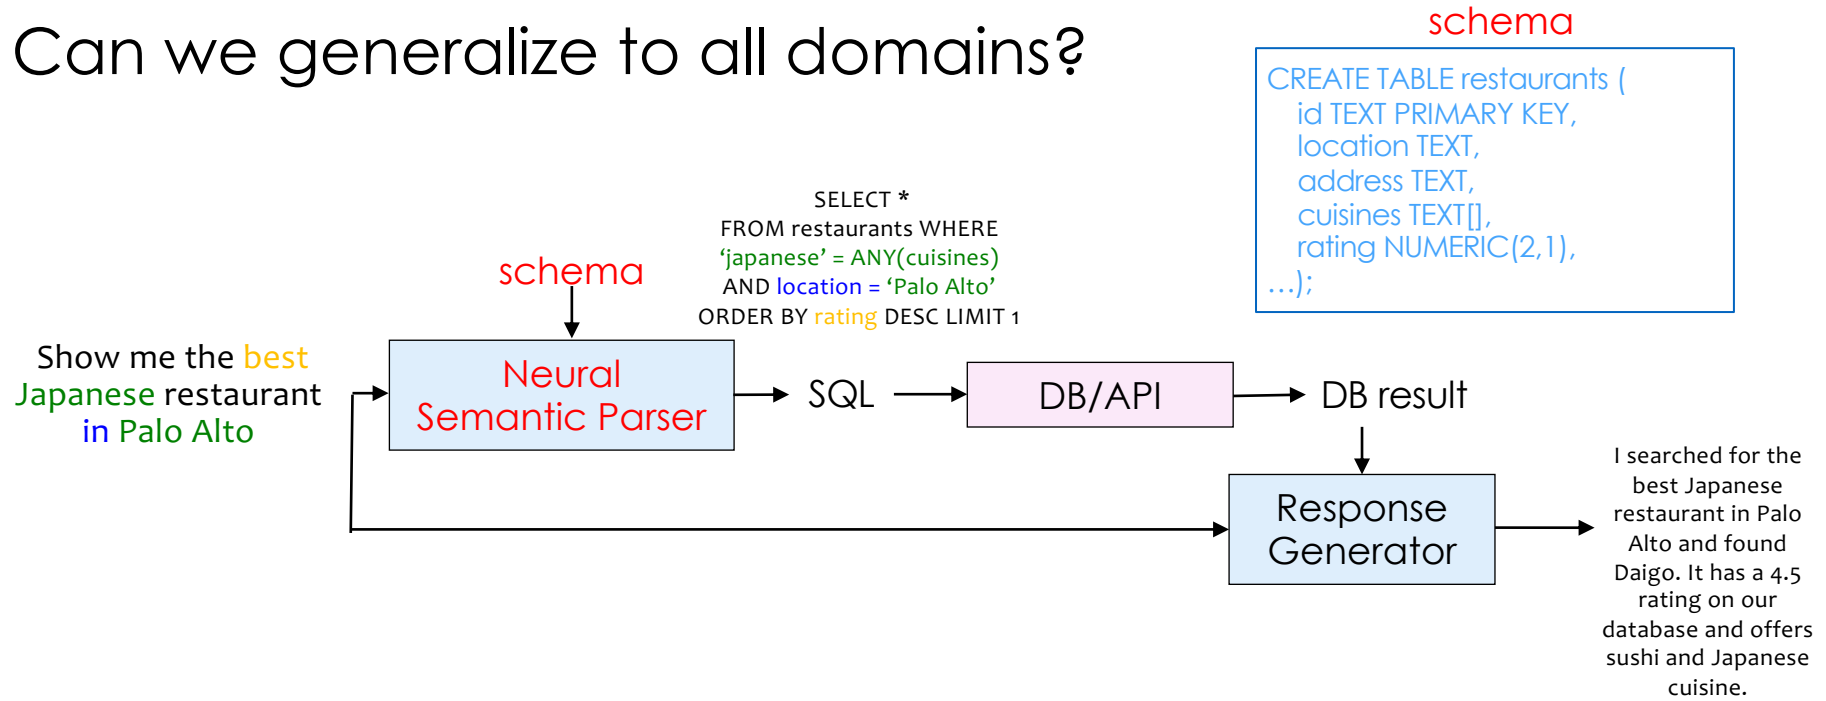 Can we generalize to all domains?
schema
CREATE TABLE restaurants (
id TEXT PRIMARY KEY,
location TEXT,
address TEXT,
cuisines TEXT[],
rating NUMERIC(2,1),
…);
SELECT *
FROM restaurants WHERE
‘japanese’ = ANY(cuisines)
AND location = ‘Palo Alto’
ORDER BY rating DESC LIMIT 1
schema
Show me the best
Japanese restaurant
in Palo Alto
Neural
Semantic Parser
SQL
DB/API
DB result
Response
Generator
I searched for the
best Japanese
restaurant in Palo
Alto and found
Daigo. It has a 4.5
rating on our
database and offers
sushi and Japanese
cuisine.